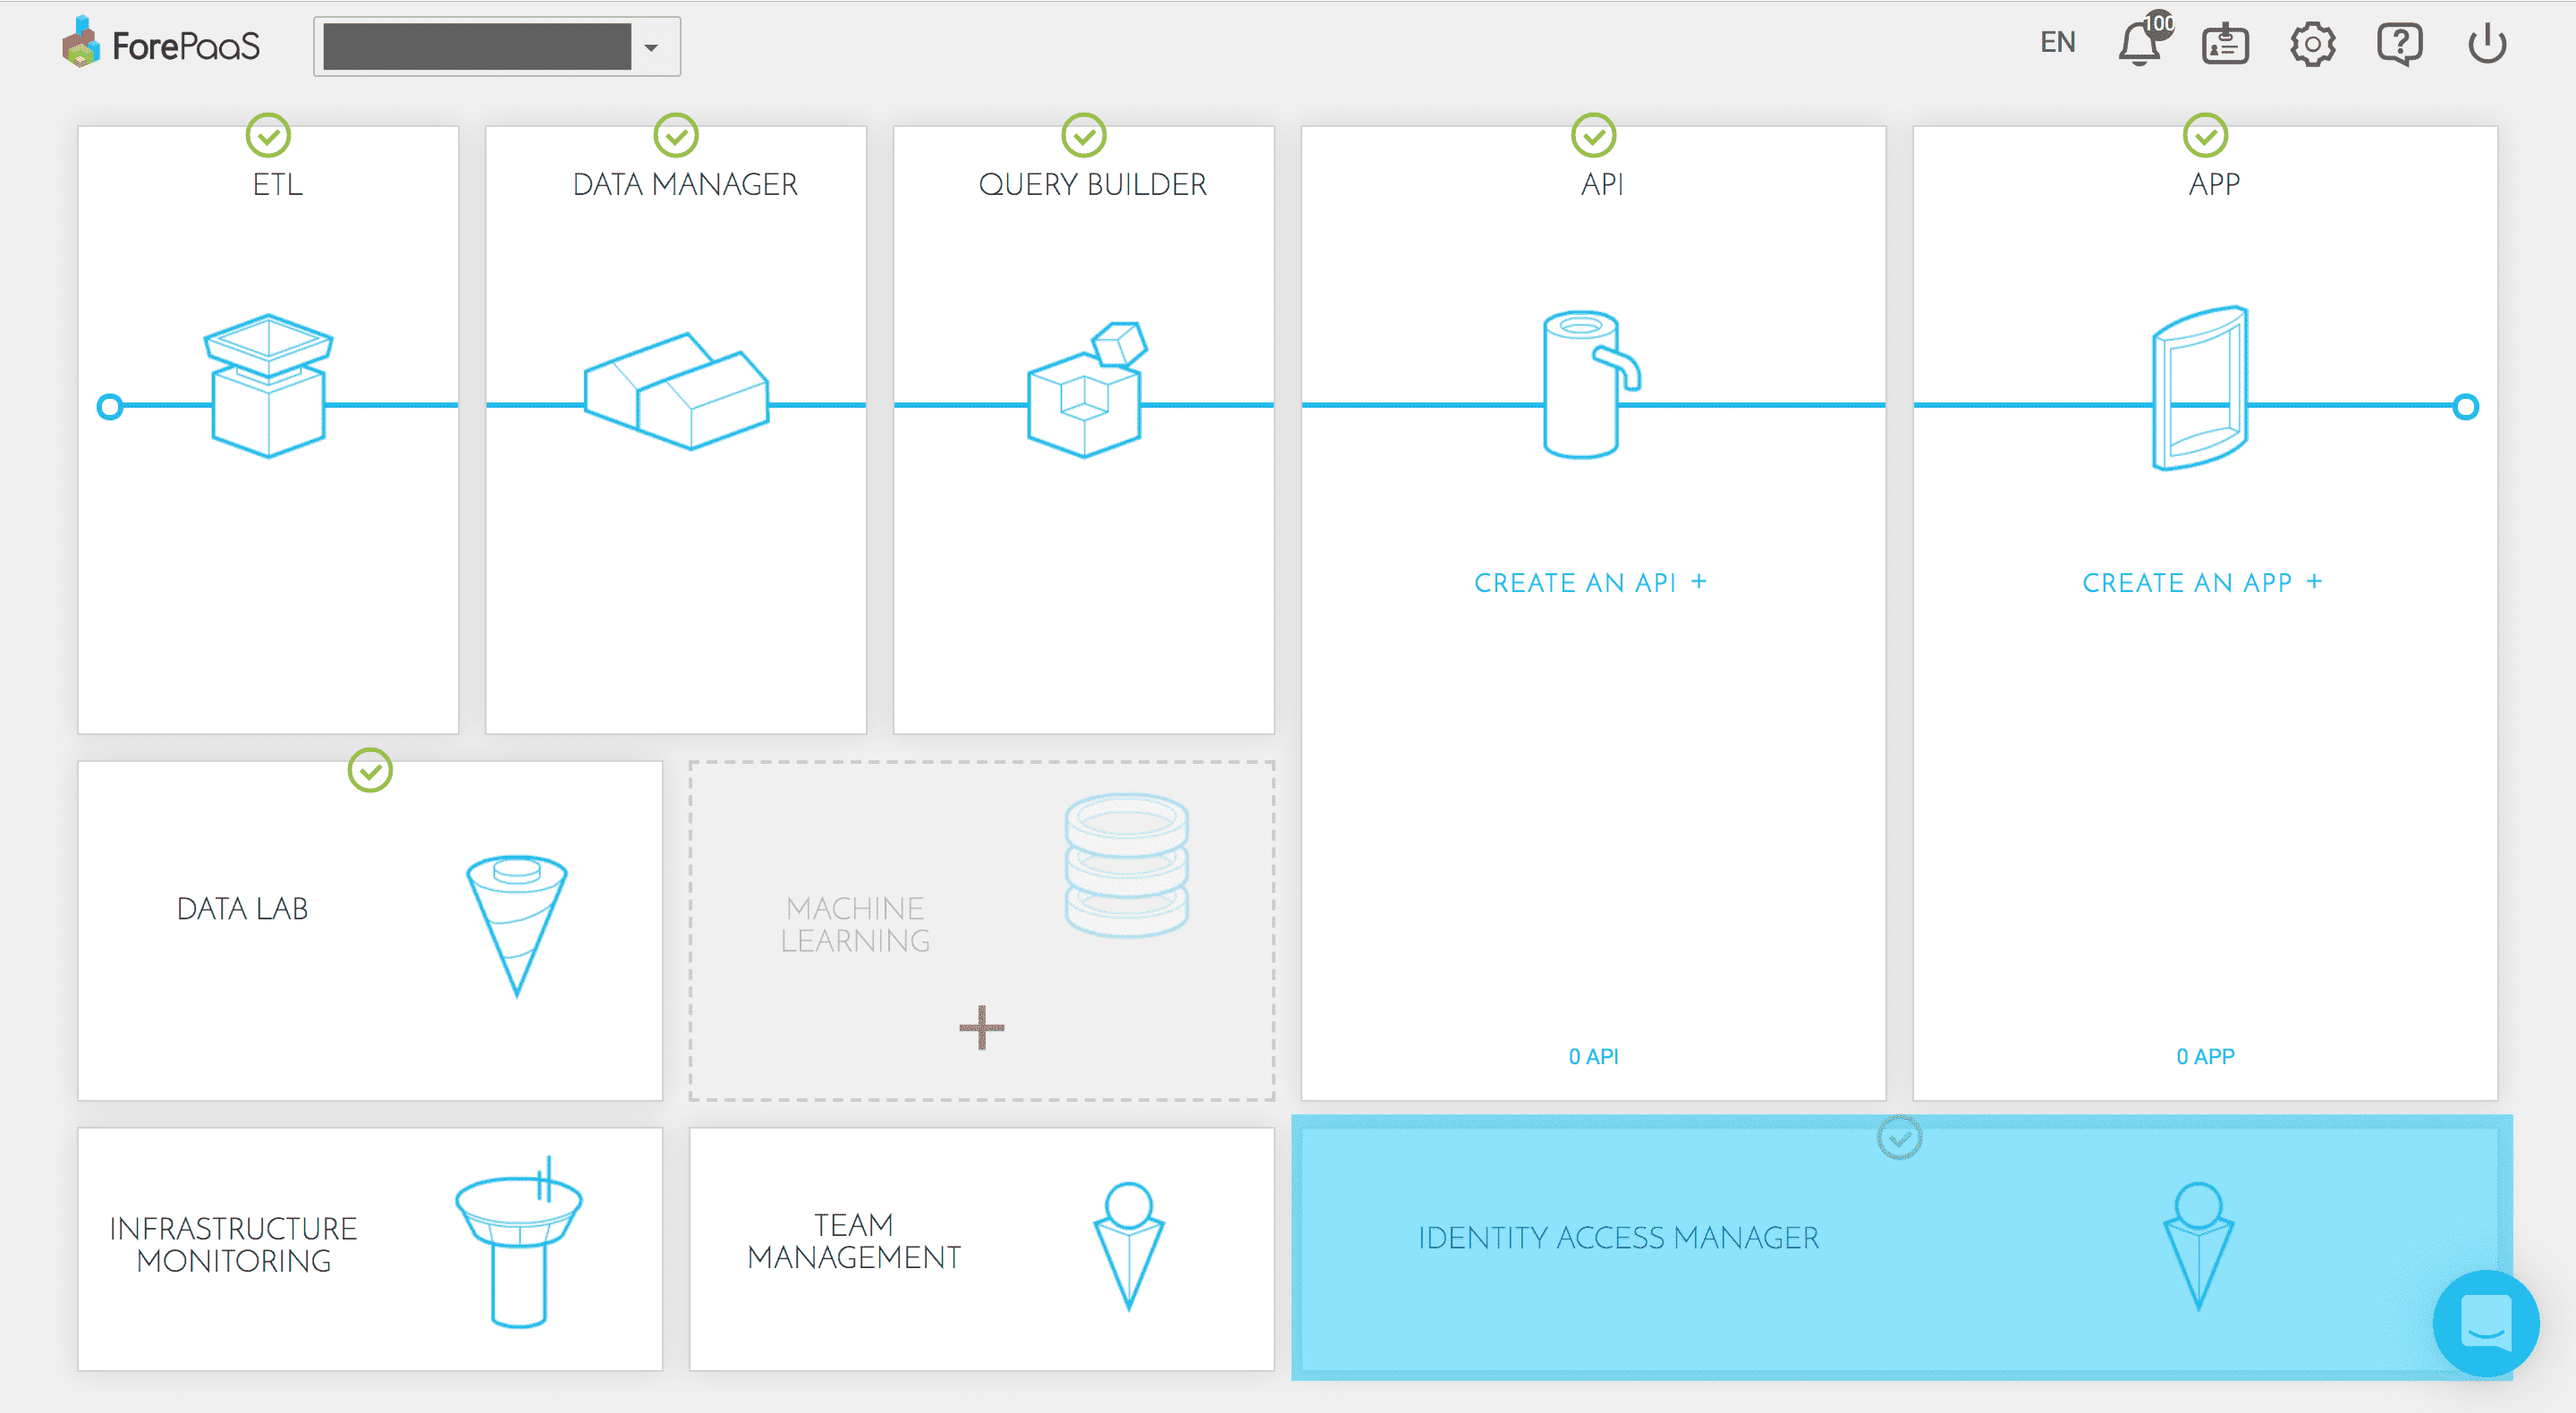 ForePaaS
EN
100
ETL
DATA MANAGER
QUERY BUILDER
API
APP
CREATE AN API +
CREATE AN APP +
DATA LAB
MACHINE
LEARNING
0 API
0 APP
INFRASTRUCTURE
MONITORING
TEAM
MANAGEMENT
IDENTITY ACCESS MANAGER